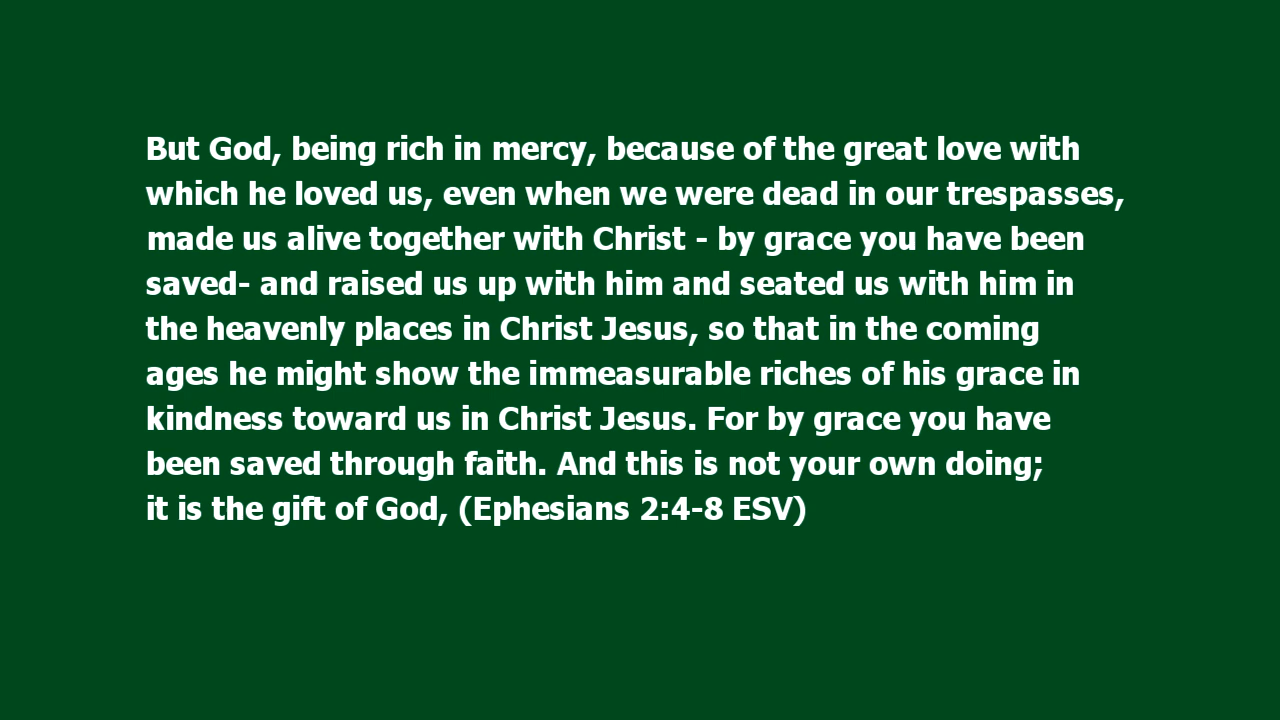 But God, being rich in mercy, because of the great love with
which he loved us, even when we were dead in our trespasses,
made us alive together with Christ - by grace you have been
saved- and raised us up with him and seated us with him in
the heavenly places in Christ Jesus, so that in the coming
ages he might show the immeasurable riches of his grace in
kindness toward us in Christ Jesus. For by grace you have
been saved through faith. And this is not your own doing;
it is the gift of God, (Ephesians 2:4-8 ESV)